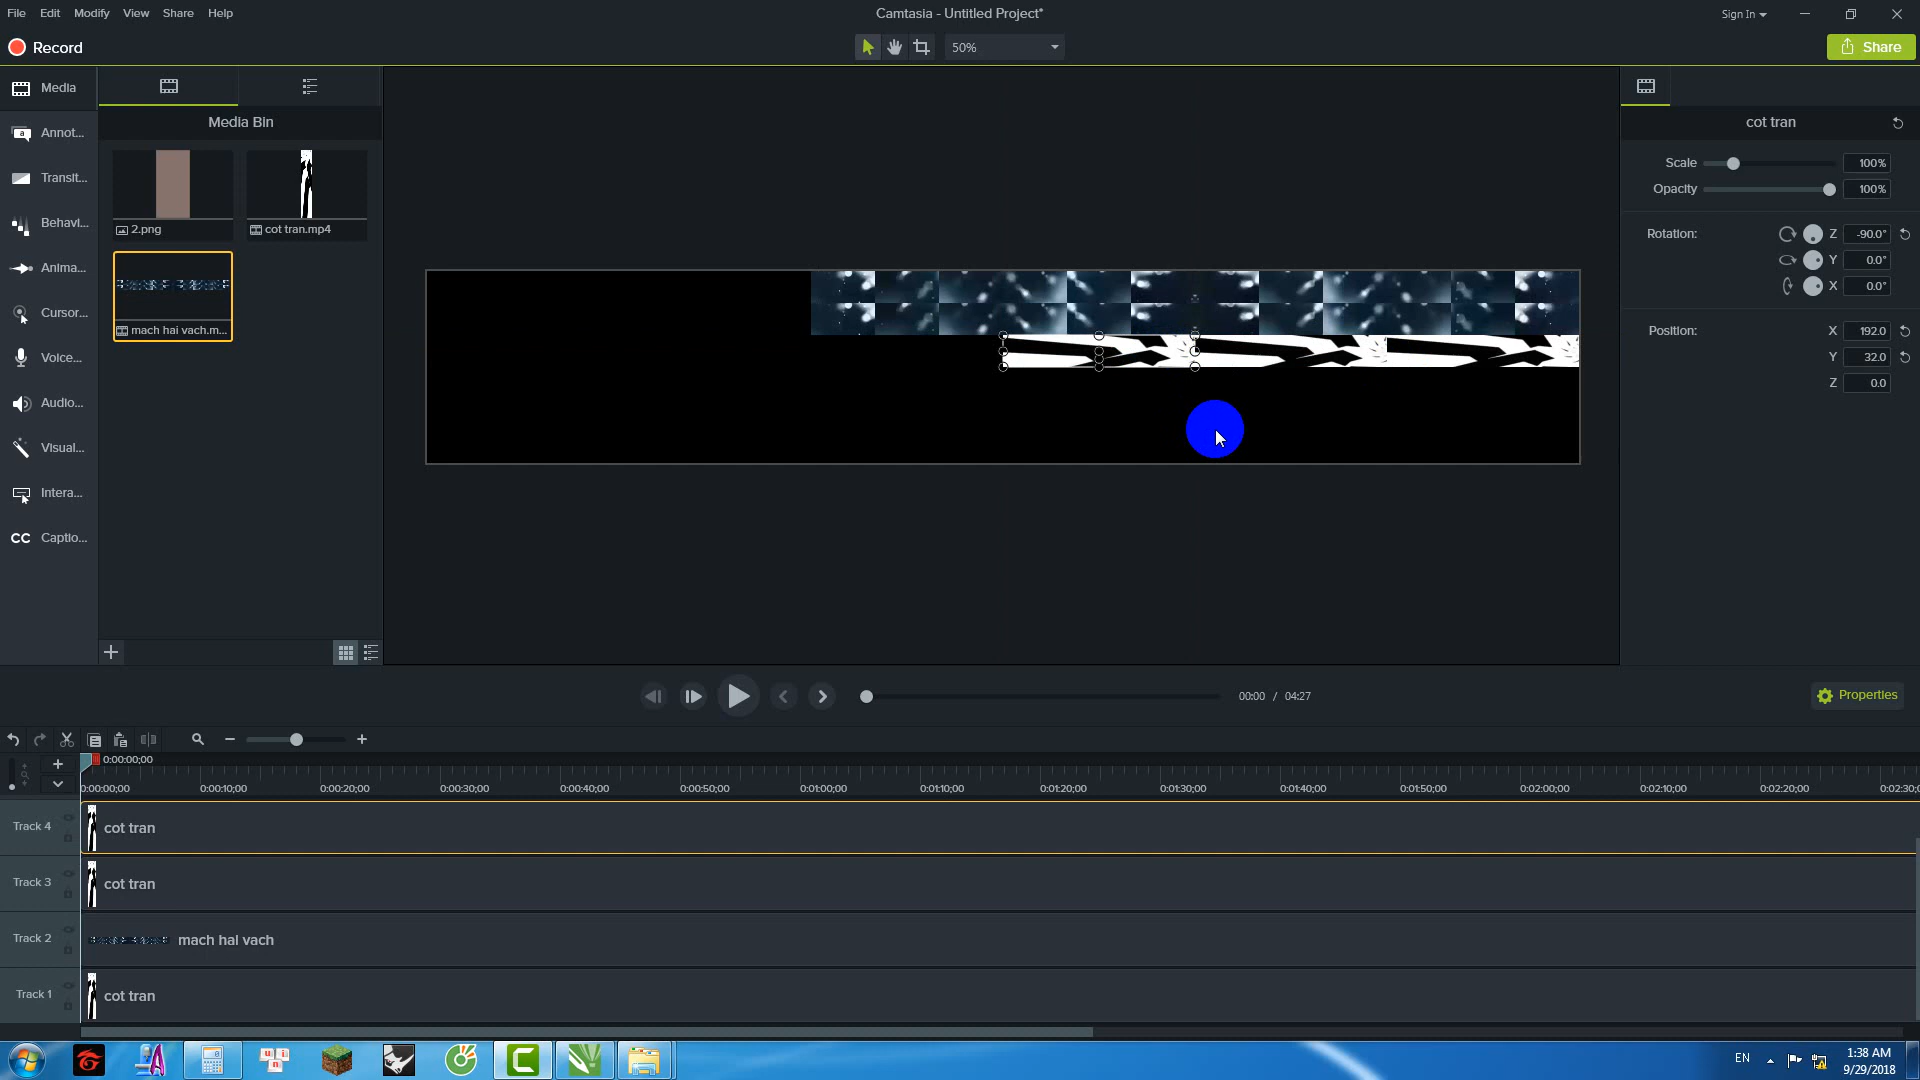 File Edit Modify View Share Help
Camtasia - Untitled Project*
Sign In
Record
50%
Share
Media
Annot...
Transit...
Behavi...
Anima...
Cursor...
Voice...
Audio...
Visual...
Intera...
CC Captio...
Media Bin
2.png
cot tran.mp4
mach hai vach.m...
cot tran
Scale 100%
Opacity 100%
Rotation: Z -90.0°
Y 0.0°
X 0.0°
Position: X 192.0
Y 32.0
Z 0.0
00:00 / 04:27
Properties
0:00:00;00
0:00:00;00 0:00:10;00 0:00:20;00 0:00:30;00 0:00:40;00 0:00:50;00 0:01:00;00 0:01:10;00 0:01:20;00 0:01:30;00 0:01:40;00 0:01:50;00 0:02:00;00 0:02:10;00 0:02:20;00 0:02:30;0
Track 4 cot tran
Track 3 cot tran
Track 2 mach hai vach
Track 1 cot tran
EN
1:38 AM
9/29/2018